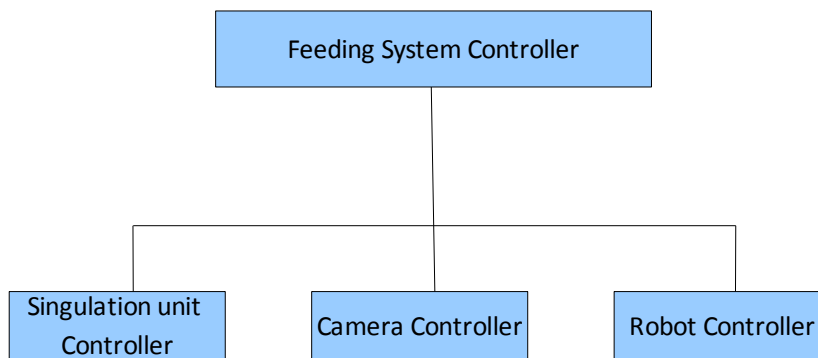 Feeding System Controller
Singulation unit
Controller
Camera Controller
Robot Controller